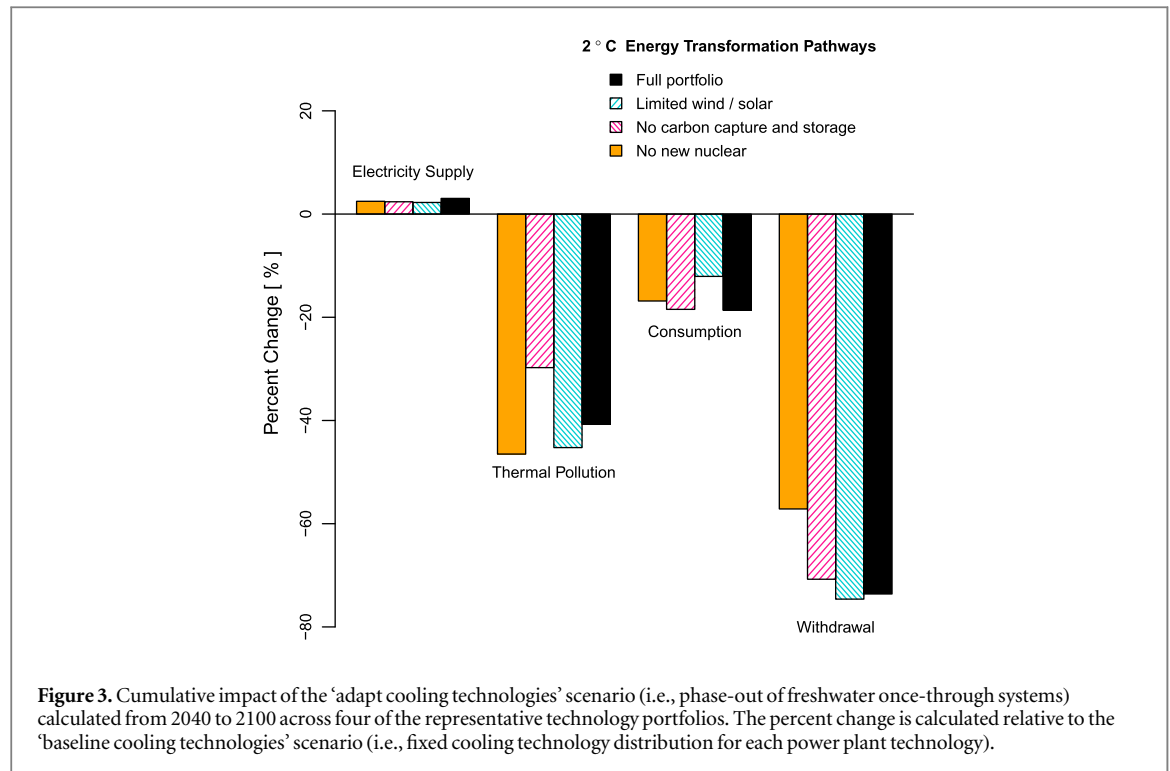 2 ° C Energy Transformation Pathways
Full portfolio
Limited wind / solar
No carbon capture and storage
No new nuclear
20
0
−20
−40
−60
−80
Percent Change [ % ]
Electricity Supply
Thermal Pollution
Consumption
Withdrawal
Figure 3. Cumulative impact of the ‘adapt cooling technologies’ scenario (i.e., phase-out of freshwater once-through systems)
calculated from 2040 to 2100 across four of the representative technology portfolios. The percent change is calculated relative to the
‘baseline cooling technologies’ scenario (i.e., fixed cooling technology distribution for each power plant technology).